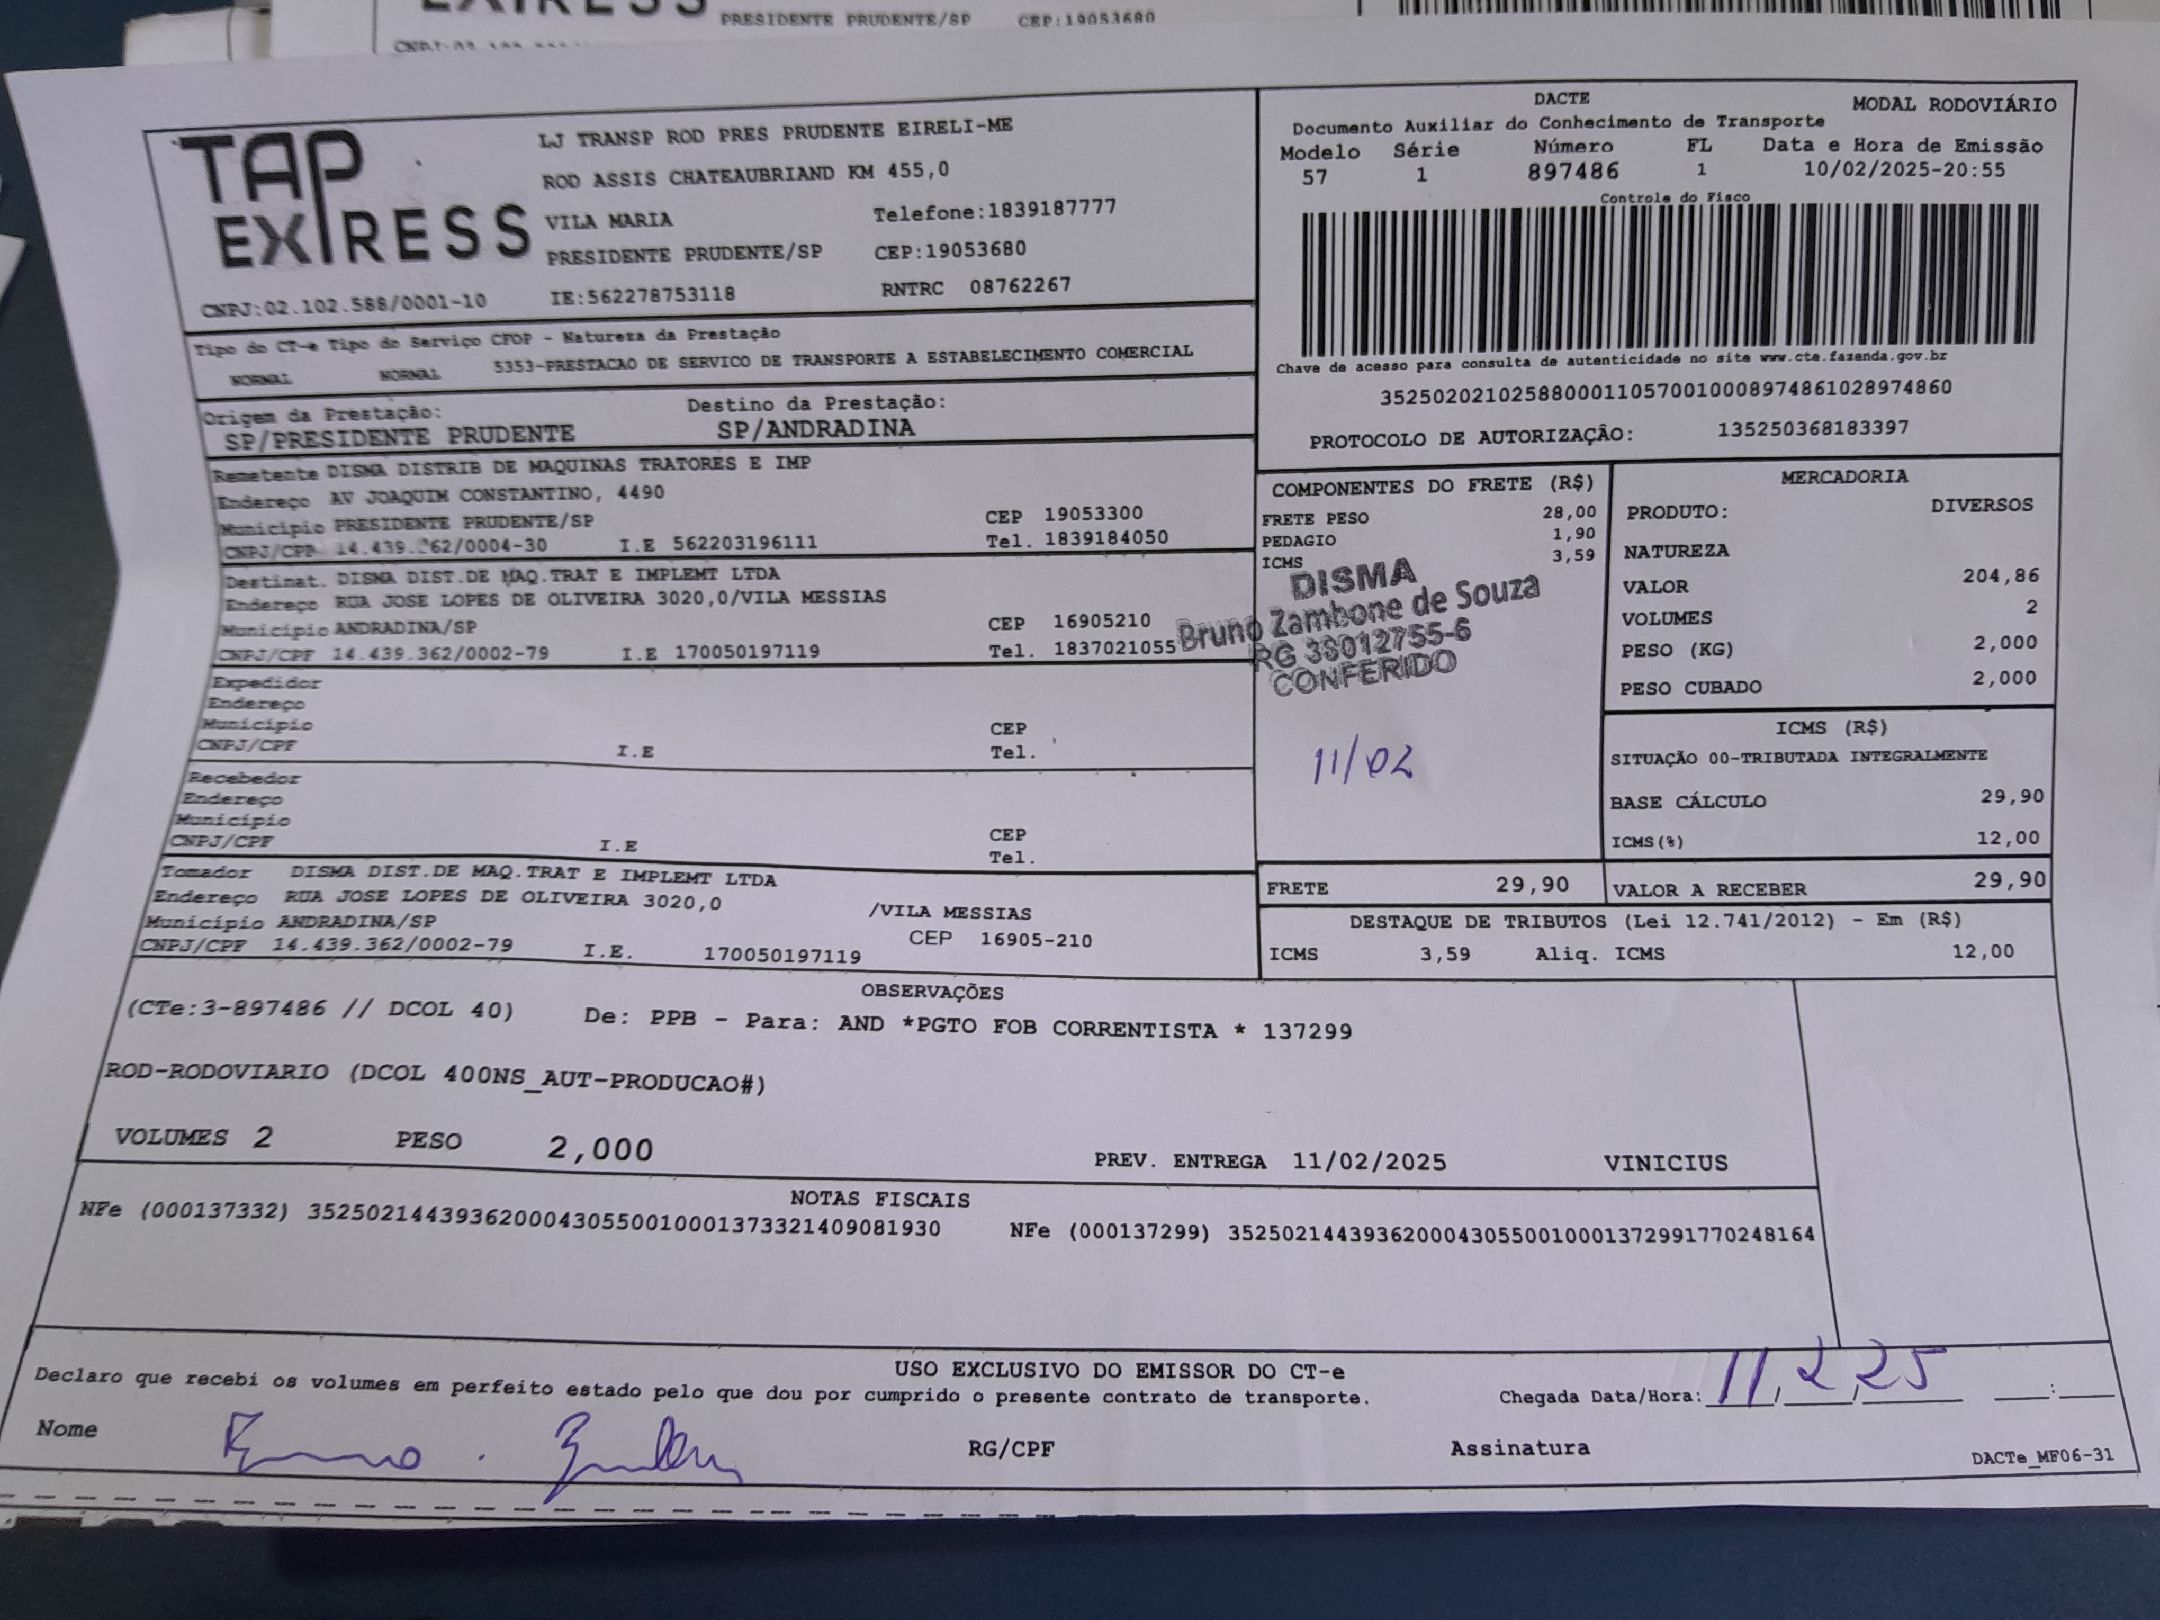 PRESIDENTE PRUDENTE/SP CEP:19053680
TAP EXPRESS
LJ TRANSP ROD PRES PRUDENTE EIRELI-ME
ROD ASSIS CHATEAUBRIAND KM 455,0
VILA MARIA Telefone:1839187777
PRESIDENTE PRUDENTE/SP CEP:19053680
CNPJ:02.102.588/0001-10 IE:562278753118 RNTRC 08762267
DACTE MODAL RODOVIÁRIO
Documento Auxiliar do Conhecimento de Transporte
Modelo Série Número FL Data e Hora de Emissão
57 1 897486 1 10/02/2025-20:55
Controle do Fisco
Chave de acesso para consulta de autenticidade no site www.cte.fazenda.gov.br
35250202102588000110570010008974861028974860
PROTOCOLO DE AUTORIZAÇÃO: 135250368183397
Tipo do CT-e Tipo do Serviço CFOP - Natureza da Prestação
NORMAL NORMAL 5353-PRESTACAO DE SERVICO DE TRANSPORTE A ESTABELECIMENTO COMERCIAL
Origem da Prestação: Destino da Prestação:
SP/PRESIDENTE PRUDENTE SP/ANDRADINA
Remetente DISMA DISTRIB DE MAQUINAS TRATORES E IMP
Endereço AV JOAQUIM CONSTANTINO, 4490
Município PRESIDENTE PRUDENTE/SP CEP 19053300
CNPJ/CPF 14.439.362/0004-30 I.E 562203196111 Tel. 1839184050
Destinat. DISMA DIST.DE MAQ.TRAT E IMPLEMT LTDA
Endereço RUA JOSE LOPES DE OLIVEIRA 3020,0/VILA MESSIAS
Município ANDRADINA/SP CEP 16905210
CNPJ/CPF 14.439.362/0002-79 I.E 170050197119 Tel. 1837021055
Expedidor
Endereço
Município CEP
CNPJ/CPF I.E Tel.
Recebedor
Endereço
Município CEP
CNPJ/CPF I.E Tel.
Tomador DISMA DIST.DE MAQ.TRAT E IMPLEMT LTDA
Endereço RUA JOSE LOPES DE OLIVEIRA 3020,0 /VILA MESSIAS
Município ANDRADINA/SP CEP 16905-210
CNPJ/CPF 14.439.362/0002-79 I.E. 170050197119
COMPONENTES DO FRETE (R$)
FRETE PESO 28,00
PEDAGIO 1,90
ICMS 3,59
DISMA
Bruno Zambone de Souza
RG 38012755-6
CONFERIDO
11/02
MERCADORIA
PRODUTO: DIVERSOS
NATUREZA
VALOR 204,86
VOLUMES 2
PESO (KG) 2,000
PESO CUBADO 2,000
ICMS (R$)
SITUAÇÃO 00-TRIBUTADA INTEGRALMENTE
BASE CÁLCULO 29,90
ICMS(%) 12,00
FRETE 29,90 VALOR A RECEBER 29,90
DESTAQUE DE TRIBUTOS (Lei 12.741/2012) - Em (R$)
ICMS 3,59 Aliq. ICMS 12,00
OBSERVAÇÕES
(CTe:3-897486 // DCOL 40) De: PPB - Para: AND *PGTO FOB CORRENTISTA * 137299
ROD-RODOVIARIO (DCOL 400NS_AUT-PRODUCAO#)
VOLUMES 2 PESO 2,000 PREV. ENTREGA 11/02/2025 VINICIUS
NOTAS FISCAIS
NFe (000137332) 35250214439362000430550010001373321409081930 NFe (000137299) 35250214439362000430550010001372991770248164
USO EXCLUSIVO DO EMISSOR DO CT-e
Declaro que recebi os volumes em perfeito estado pelo que dou por cumprido o presente contrato de transporte. Chegada Data/Hora: 11/2/25 :
Nome Bruno . RG/CPF Assinatura
DACTe_MF06-31